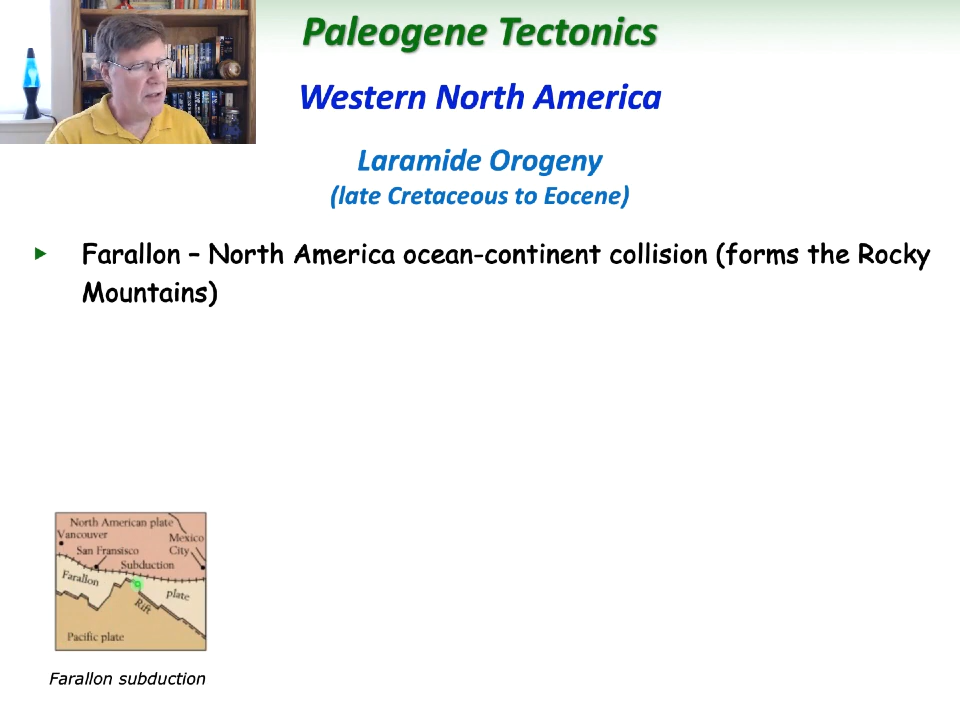 Paleogene Tectonics
Western North America
Laramide Orogeny
(late Cretaceous to Eocene)
Farallon – North America ocean-continent collision (forms the Rocky
Mountains)
North American plate
Vancouver
Mexico
City
San Fransisco
Subduction
Farallon
plate
Rift
Pacific plate
Farallon subduction